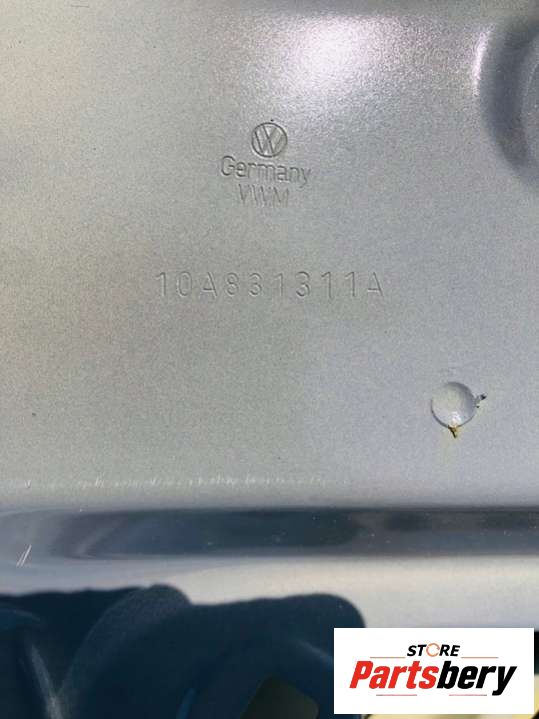 Germany
VWM
10A831311A
STORE
Partsbery